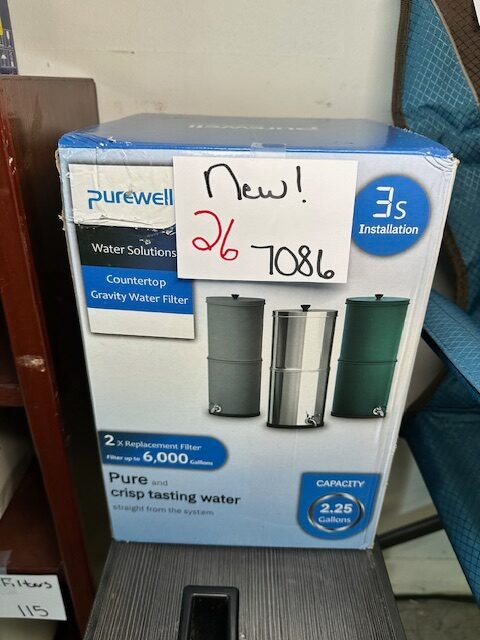 purewell
purewell
New!
26
7086
3s
Installation
Water Solutions
Countertop
Gravity Water Filter
2 X Replacement Filter
Filter up to 6,000 Gallons
Pure and
crisp tasting water
straight from the system
CAPACITY
2.25
Gallons
Filters
115